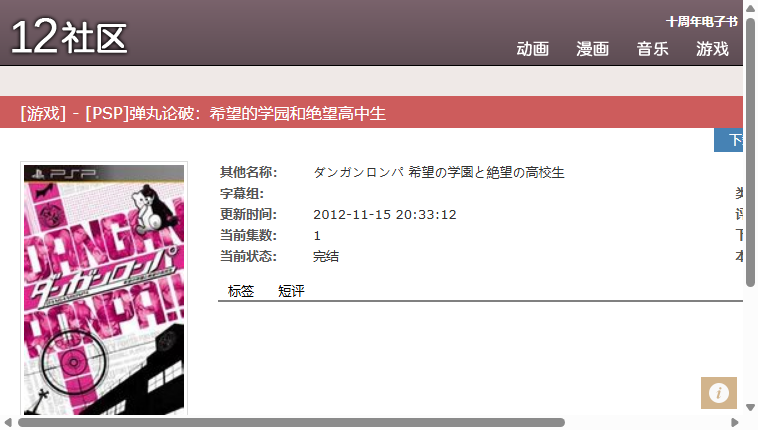 12社区
十周年电子书
动画 漫画 音乐 游戏
[游戏] - [PSP]弹丸论破：希望的学园和绝望高中生
PSP
DANGAN
ダンガンロンパ
RONPA!!
其他名称： ダンガンロンパ 希望の学園と絶望の高校生
字幕组：
更新时间： 2012-11-15 20:33:12
当前集数： 1
当前状态： 完结
标签 短评